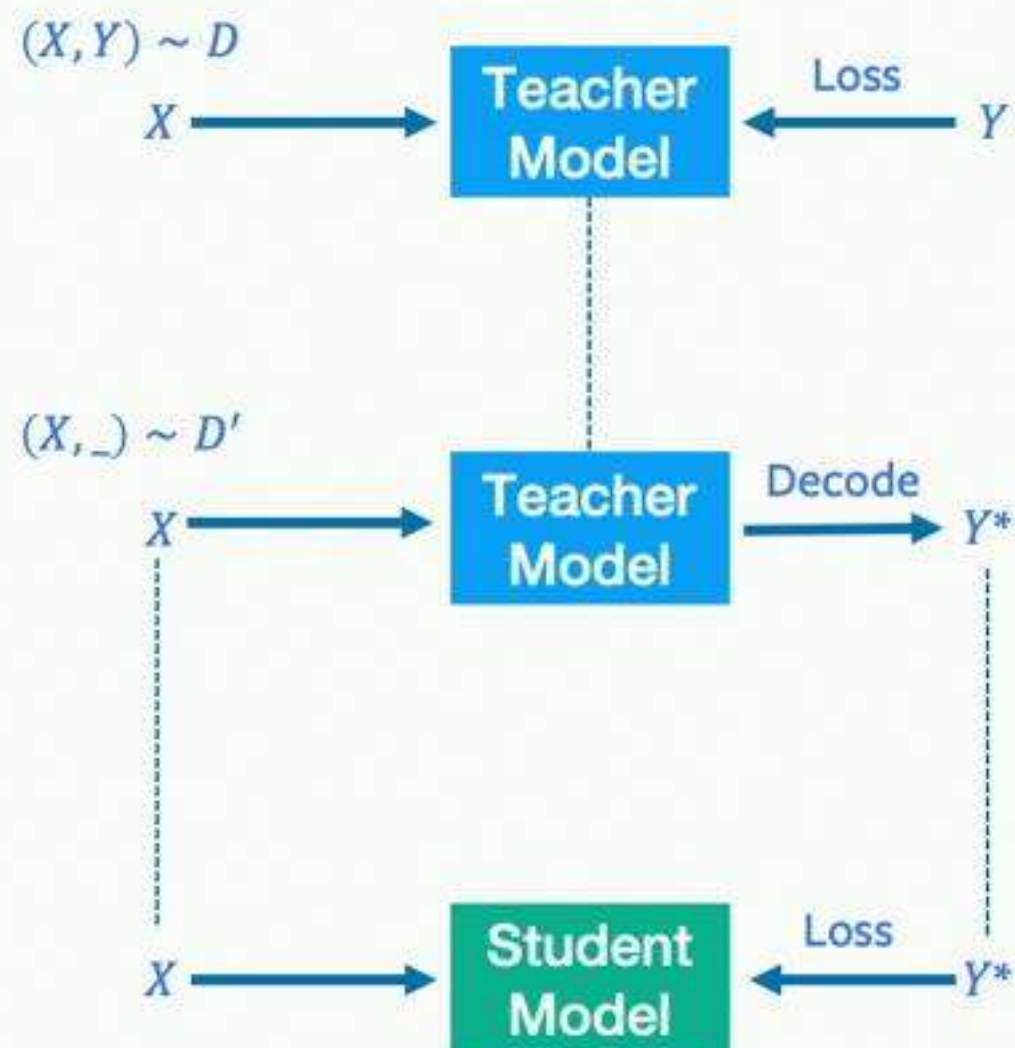 (X, Y) ~ D
X
Teacher Model
Loss
Y
(X, _) ~ D′
X
Teacher Model
Decode
Y*
X
Student Model
Loss
Y*